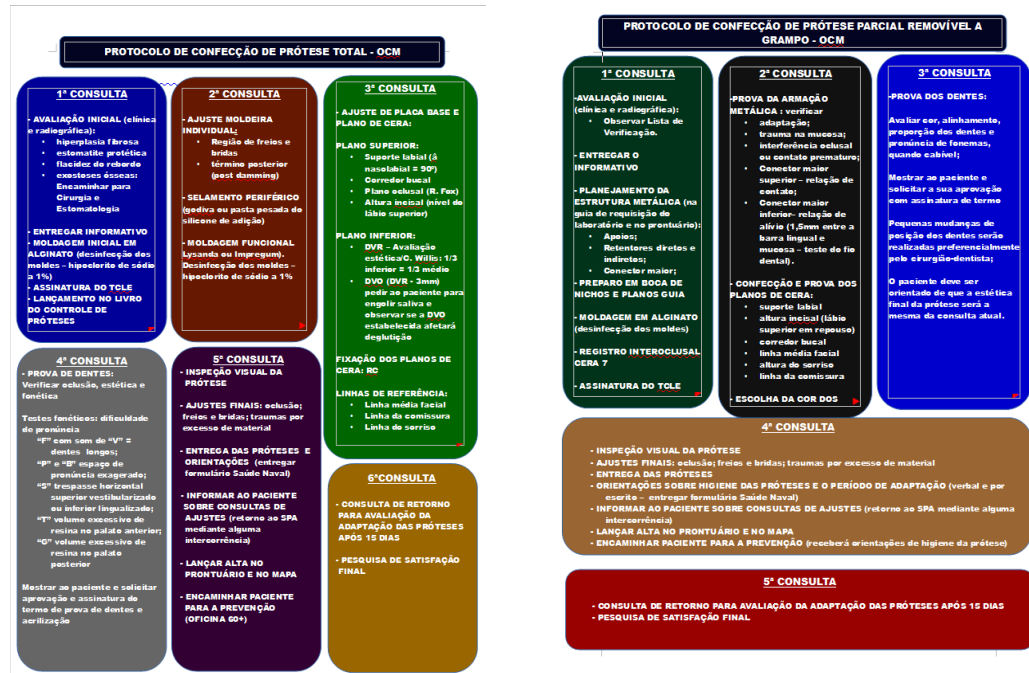 PROTOCOLO DE CONFECÇÃO DE PRÓTESE TOTAL - OCM
1ª CONSULTA
- AVALIAÇÃO INICIAL (clínica
e radiográfica):
• hiperplasia fibrosa
• estomatite protética
• flacidez do rebordo
• exostoses ósseas:
Encaminhar para
Cirurgia e
Estomatologia
- ENTREGAR INFORMATIVO
- MOLDAGEM INICIAL EM
ALGINATO (desinfecção dos
moldes – hipoclorito de sódio
a 1%)
- ASSINATURA DO TCLE
- LANÇAMENTO NO LIVRO
DO CONTROLE DE
PRÓTESES
2ª CONSULTA
- AJUSTE MOLDEIRA
INDIVIDUAL:
• Região de freios e
bridas
• término posterior
(post damming)
- SELAMENTO PERIFÉRICO
(godiva ou pasta pesada do
silicone de adição)
- MOLDAGEM FUNCIONAL
Lysanda ou Impregum).
Desinfecção dos moldes –
hipoclorito de sódio a 1%
3ª CONSULTA
- AJUSTE DE PLACA BASE E
PLANO DE CERA:
PLANO SUPERIOR:
• Suporte labial (â
nasolabial = 90º)
• Corredor bucal
• Plano oclusal (R. Fox)
• Altura incisal (nível do
lábio superior)
PLANO INFERIOR:
• DVR – Avaliação
estética/C. Willis: 1/3
inferior = 1/3 médio
• DVO (DVR - 3mm)
pedir ao paciente para
engolir saliva e
observar se a DVO
estabelecida afetará
deglutição
FIXAÇÃO DOS PLANOS DE
CERA: RC
LINHAS DE REFERÊNCIA:
• Linha média facial
• Linha da comissura
• Linha do sorriso
4ª CONSULTA
- PROVA DE DENTES:
Verificar oclusão, estética e
fonética
Testes fonéticos: dificuldade
de pronúncia
“F” com som de “V” =
dentes longos;
“P” e “B” espaço de
pronúncia exagerado;
“S” trespasse horizontal
superior vestibularizado
ou inferior lingualizado;
“T” volume excessivo de
resina no palato anterior;
“G” volume excessivo de
resina no palato
posterior
Mostrar ao paciente e solicitar
aprovação e assinatura do
termo de prova de dentes e
acrilização
5ª CONSULTA
- INSPEÇÃO VISUAL DA
PRÓTESE
- AJUSTES FINAIS: oclusão;
freios e bridas; traumas por
excesso de material
- ENTREGA DAS PRÓTESES E
ORIENTAÇÕES (entregar
formulário Saúde Naval)
- INFORMAR AO PACIENTE
SOBRE CONSULTAS DE
AJUSTES (retorno ao SPA
mediante alguma
intercorrência)
- LANÇAR ALTA NO
PRONTUÁRIO E NO MAPA
- ENCAMINHAR PACIENTE
PARA A PREVENÇÃO
(OFICINA 60+)
6ªCONSULTA
- CONSULTA DE RETORNO
PARA AVALIAÇÃO DA
ADAPTAÇÃO DAS PRÓTESES
APÓS 15 DIAS
- PESQUISA DE SATISFAÇÃO
FINAL
PROTOCOLO DE CONFECÇÃO DE PRÓTESE PARCIAL REMOVÍVEL A
GRAMPO - OCM
1ª CONSULTA
-AVALIAÇÃO INICIAL
(clínica e radiográfica):
• Observar Lista de
Verificação.
- ENTREGAR O
INFORMATIVO
- PLANEJAMENTO DA
ESTRUTURA METÁLICA (na
guia de requisição do
laboratório e no prontuário):
• Apoios;
• Retentores diretos e
indiretos;
• Conector maior;
- PREPARO EM BOCA DE
NICHOS E PLANOS GUIA
- MOLDAGEM EM ALGINATO
(desinfecção dos moldes)
- REGISTRO INTEROCLUSAL
CERA 7
- ASSINATURA DO TCLE
2ª CONSULTA
-PROVA DA ARMAÇÃO
METÁLICA : verificar
• adaptação;
• trauma na mucosa;
• interferência oclusal
ou contato prematuro;
• Conector maior
superior – relação de
contato;
• Conector maior
inferior– relação de
alívio (1,5mm entre a
barra lingual e
mucosa – teste do fio
dental).
- CONFECÇÃO E PROVA DOS
PLANOS DE CERA:
• suporte labial
• altura incisal (lábio
superior em repouso)
• corredor bucal
• linha média facial
• altura do sorriso
• linha da comissura
- ESCOLHA DA COR DOS
3ª CONSULTA
-PROVA DOS DENTES:
Avaliar cor, alinhamento,
proporção dos dentes e
pronúncia de fonemas,
quando cabível;
Mostrar ao paciente e
solicitar a sua aprovação
com assinatura de termo
Pequenas mudanças de
posição dos dentes serão
realizadas preferencialmente
pelo cirurgião-dentista;
O paciente deve ser
orientado de que a estética
final da prótese será a
mesma da consulta atual.
4ª CONSULTA
- INSPEÇÃO VISUAL DA PRÓTESE
- AJUSTES FINAIS: oclusão; freios e bridas; traumas por excesso de material
- ENTREGA DAS PRÓTESES
- ORIENTAÇÕES SOBRE HIGIENE DAS PRÓTESES E O PERÍODO DE ADAPTAÇÃO (verbal e por
escrito – entregar formulário Saúde Naval)
- INFORMAR AO PACIENTE SOBRE CONSULTAS DE AJUSTES (retorno ao SPA mediante alguma
intercorrência)
- LANÇAR ALTA NO PRONTUÁRIO E NO MAPA
- ENCAMINHAR PACIENTE PARA A PREVENÇÃO (receberá orientações de higiene da prótese)
5ª CONSULTA
- CONSULTA DE RETORNO PARA AVALIAÇÃO DA ADAPTAÇÃO DAS PRÓTESES APÓS 15 DIAS
- PESQUISA DE SATISFAÇÃO FINAL